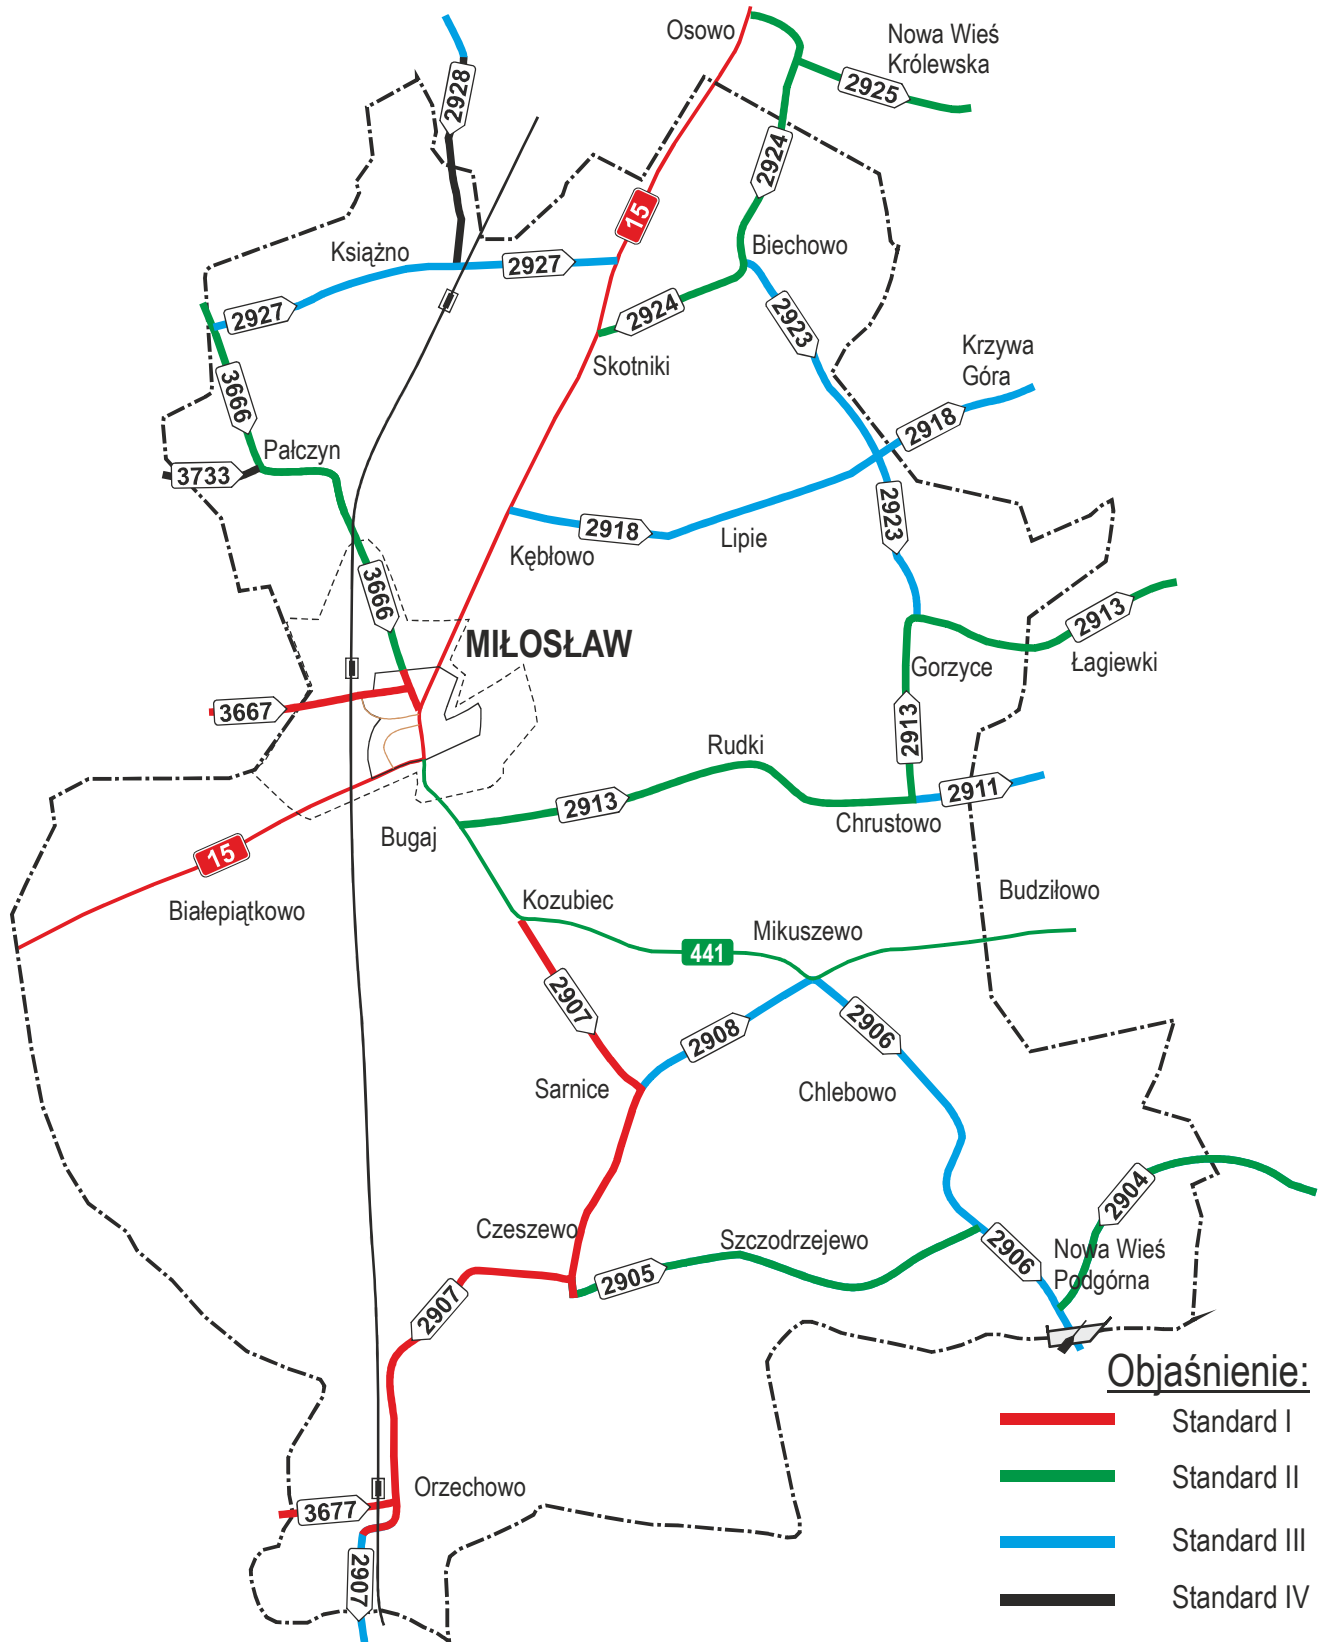 Osowo
Nowa Wieś
Królewska
2925
2928
2924
15
Książno
2927
Biechowo
2927
2924
2923
Skotniki
Krzywa
Góra
3666
2918
Pałczyn
3733
2923
2918
Lipie
Kębłowo
3666
2913
MIŁOSŁAW
Gorzyce
Łagiewki
3667
2913
Rudki
2911
2913
Chrustowo
Bugaj
15
Budziłowo
Kozubiec
Białepiątkowo
Mikuszewo
441
2907
2908
2906
Sarnice
Chlebowo
2904
Czeszewo
Szczodrzejewo
2906
Nowa Wieś
Podgórna
2905
2907
Objaśnienie:
Standard I
Standard II
Orzechowo
3677
Standard III
2907
Standard IV